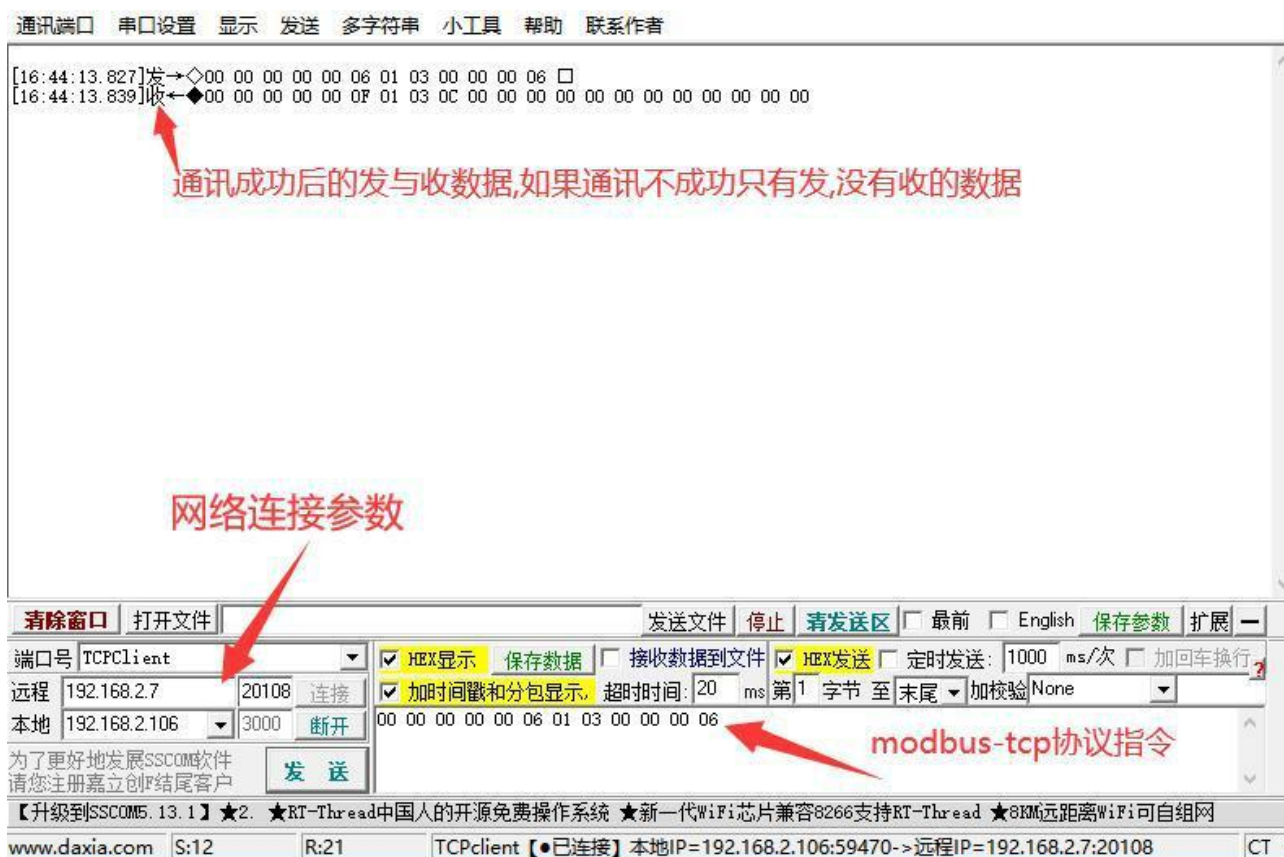 通讯端口 串口设置 显示 发送 多字符串 小工具 帮助 联系作者
[16:44:13.827]发→◇00 00 00 00 00 06 01 03 00 00 00 06 □
[16:44:13.839]收←◆00 00 00 00 00 0F 01 03 0C 00 00 00 00 00 00 00 00 00 00 00 00
通讯成功后的发与收数据,如果通讯不成功只有发,没有收的数据
网络连接参数
清除窗口 打开文件 发送文件 停止 清发送区 最前 English 保存参数 扩展 —
端口号 TCPClient HEX显示 保存数据 接收数据到文件 HEX发送 定时发送: 1000 ms/次 加回车换行
远程 192.168.2.7 20108 连接 加时间戳和分包显示, 超时时间: 20 ms 第1 字节 至 末尾 加校验 None ?
本地 192.168.2.106 3000 断开 00 00 00 00 00 06 01 03 00 00 00 06
modbus-tcp协议指令
为了更好地发展SSCOM软件
请您注册嘉立创F结尾客户
发 送
【升级到SSCOM5.13.1】★2. ★RT-Thread中国人的开源免费操作系统 ★新一代WiFi芯片兼容8266支持RT-Thread ★8KM远距离WiFi可自组网
www.daxia.com S:12 R:21 TCPclient【●已连接】本地IP=192.168.2.106:59470->远程IP=192.168.2.7:20108 CT